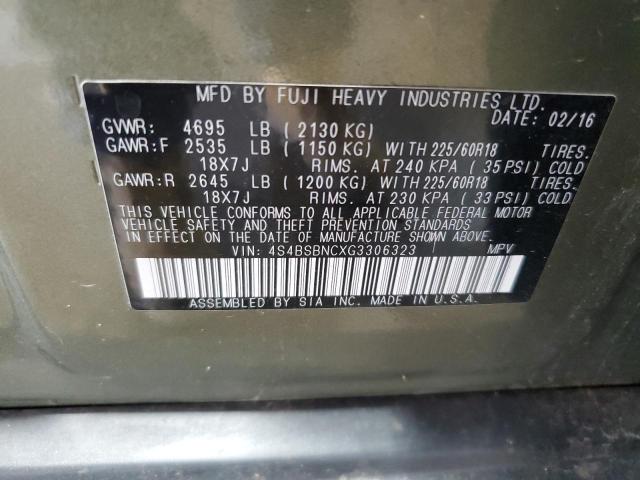 MFD BY FUJI HEAVY INDUSTRIES LTD.
DATE: 02/16
GVWR: 4695 LB ( 2130 KG)
GAWR:F 2535 LB ( 1150 KG) WITH 225/60R18 TIRES.
18X7J RIMS. AT 240 KPA ( 35 PSI) COLD
GAWR:R 2645 LB ( 1200 KG) WITH 225/60R18 TIRES.
18X7J RIMS. AT 230 KPA ( 33 PSI) COLD
THIS VEHICLE CONFORMS TO ALL APPLICABLE FEDERAL MOTOR
VEHICLE SAFETY AND THEFT PREVENTION STANDARDS
IN EFFECT ON THE DATE OF MANUFACTURE SHOWN ABOVE.
VIN: 4S4BSBNCXG3306323 MPV
ASSEMBLED BY SIA INC. MADE IN U.S.A.